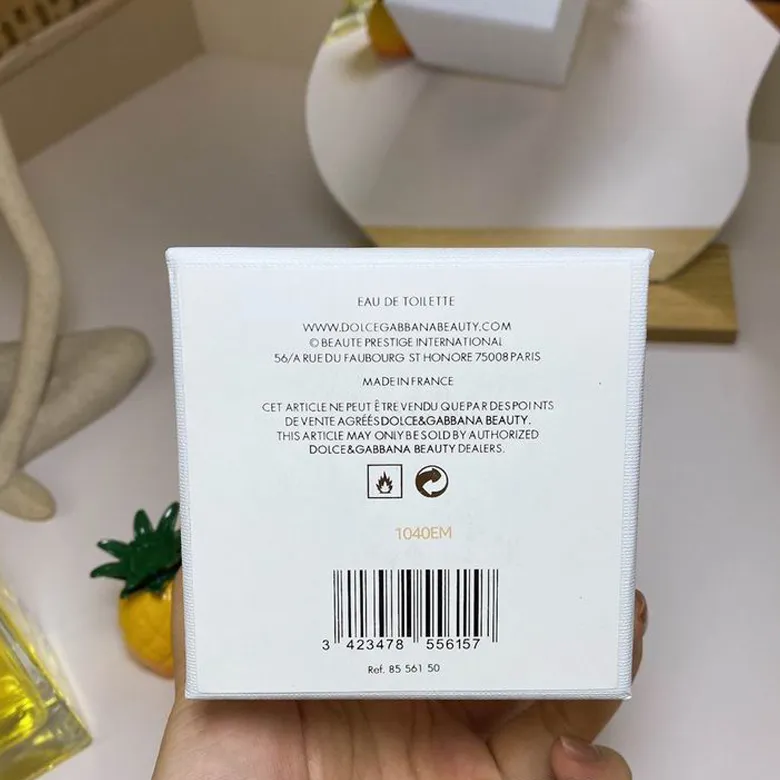 EAU DE TOILETTE
WWW.DOLCEGABBANABEAUTY.COM
© BEAUTE PRESTIGE INTERNATIONAL
56/A RUE DU FAUBOURG ST HONORE 75008 PARIS
MADE IN FRANCE
CET ARTICLE NE PEUT ÊTRE VENDU QUE PAR DES POINTS
DE VENTE AGRÉÉS DOLCE&GABBANA BEAUTY.
THIS ARTICLE MAY ONLY BE SOLD BY AUTHORIZED
DOLCE&GABBANA BEAUTY DEALERS.
1040EM
3 423478 556157
Ref. 85 561 50